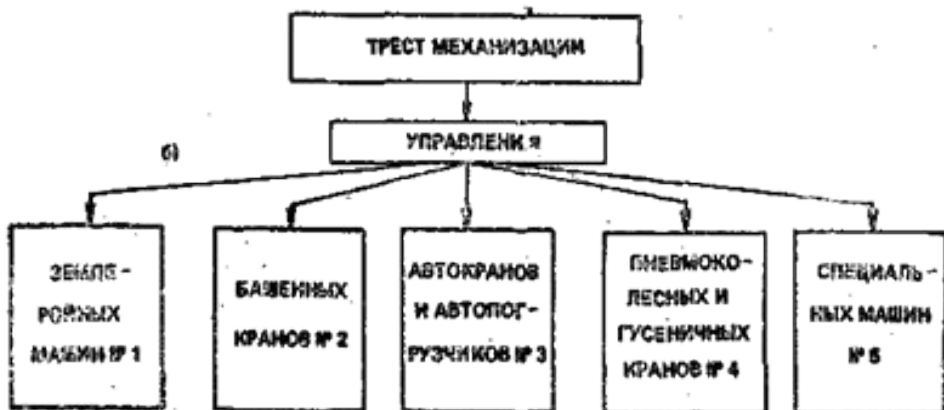 ТРЕСТ МЕХАНИЗАЦИИ
УПРАВЛЕНИЯ
б)
ЗЕМЛЕ-
РОЙНЫХ
МАШИН № 1
БАШЕННЫХ
КРАНОВ № 2
АВТОКРАНОВ
И АВТОПОГ-
РУЗЧИКОВ № 3
ПНЕВМОКО-
ЛЕСНЫХ И
ГУСЕНИЧНЫХ
КРАНОВ № 4
СПЕЦИАЛЬ-
НЫХ МАШИН
№ 5